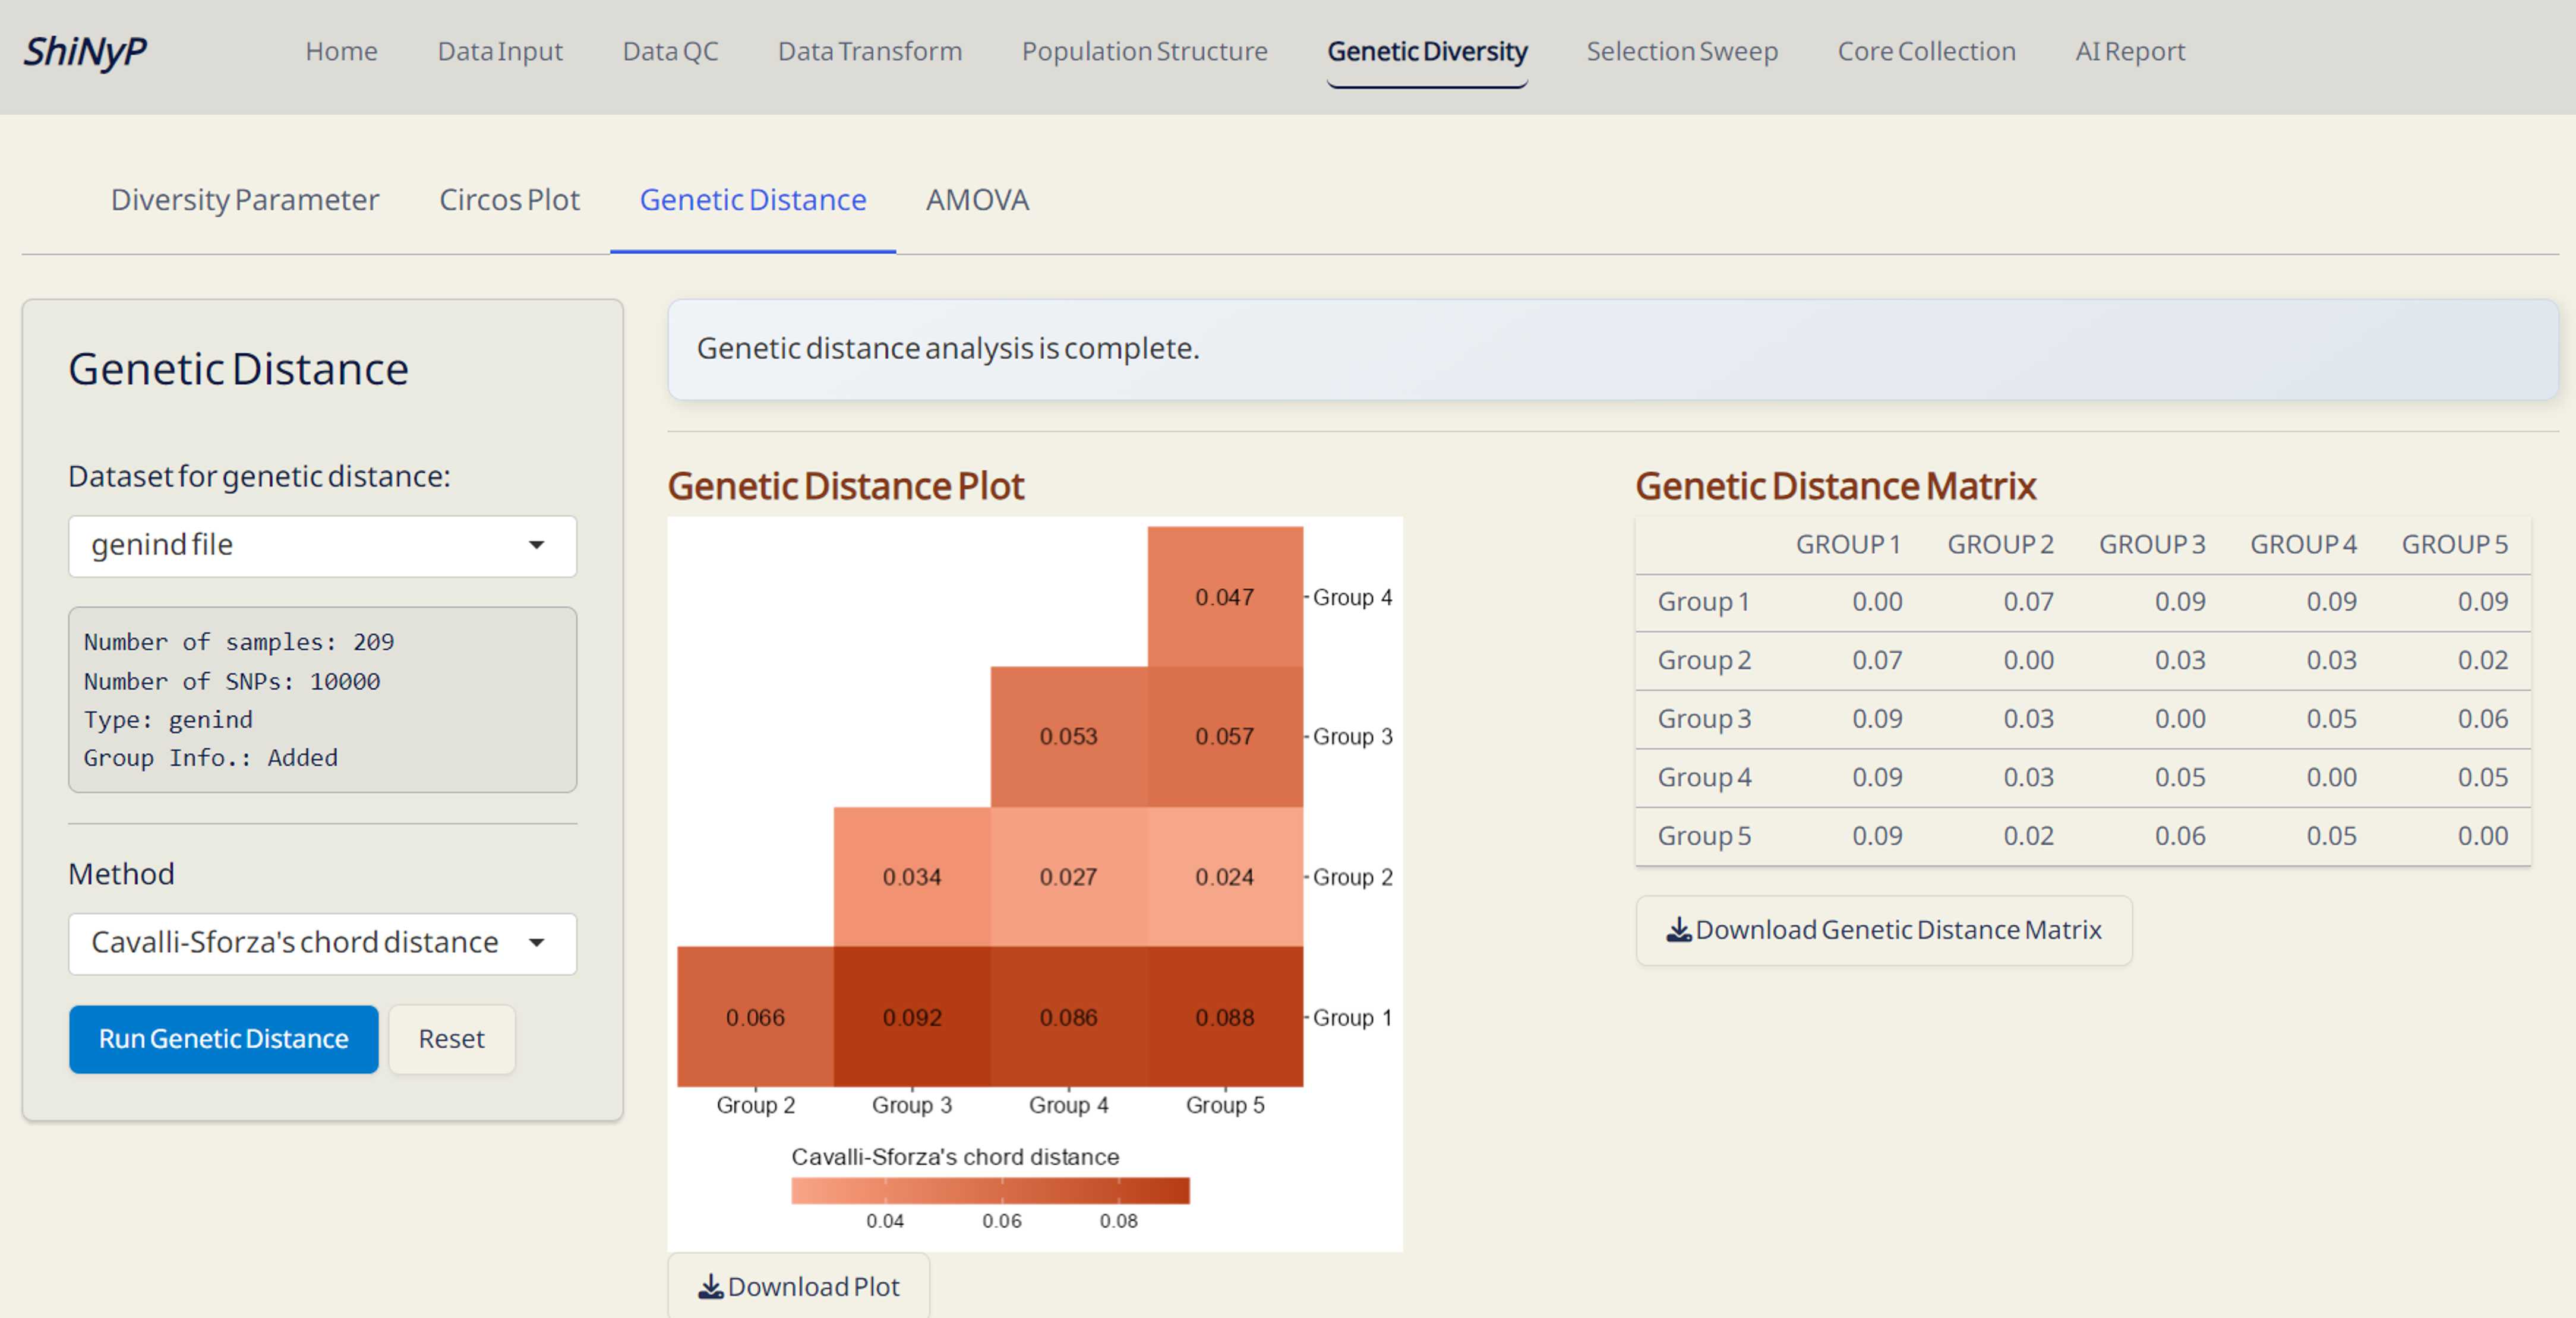 ShiNyP
Home Data Input Data QC Data Transform Population Structure Genetic Diversity Selection Sweep Core Collection AI Report
Diversity Parameter Circos Plot Genetic Distance AMOVA
Genetic Distance
Dataset for genetic distance:
genind file
Number of samples: 209
Number of SNPs: 10000
Type: genind
Group Info.: Added
Method
Cavalli-Sforza's chord distance
Run Genetic Distance Reset
Genetic distance analysis is complete.
Genetic Distance Plot
0.047 Group 4
0.053 0.057 Group 3
0.034 0.027 0.024 Group 2
0.066 0.092 0.086 0.088 Group 1
Group 2 Group 3 Group 4 Group 5
Cavalli-Sforza's chord distance
0.04 0.06 0.08
Download Plot
Genetic Distance Matrix
GROUP 1 GROUP 2 GROUP 3 GROUP 4 GROUP 5
Group 1 0.00 0.07 0.09 0.09 0.09
Group 2 0.07 0.00 0.03 0.03 0.02
Group 3 0.09 0.03 0.00 0.05 0.06
Group 4 0.09 0.03 0.05 0.00 0.05
Group 5 0.09 0.02 0.06 0.05 0.00
Download Genetic Distance Matrix